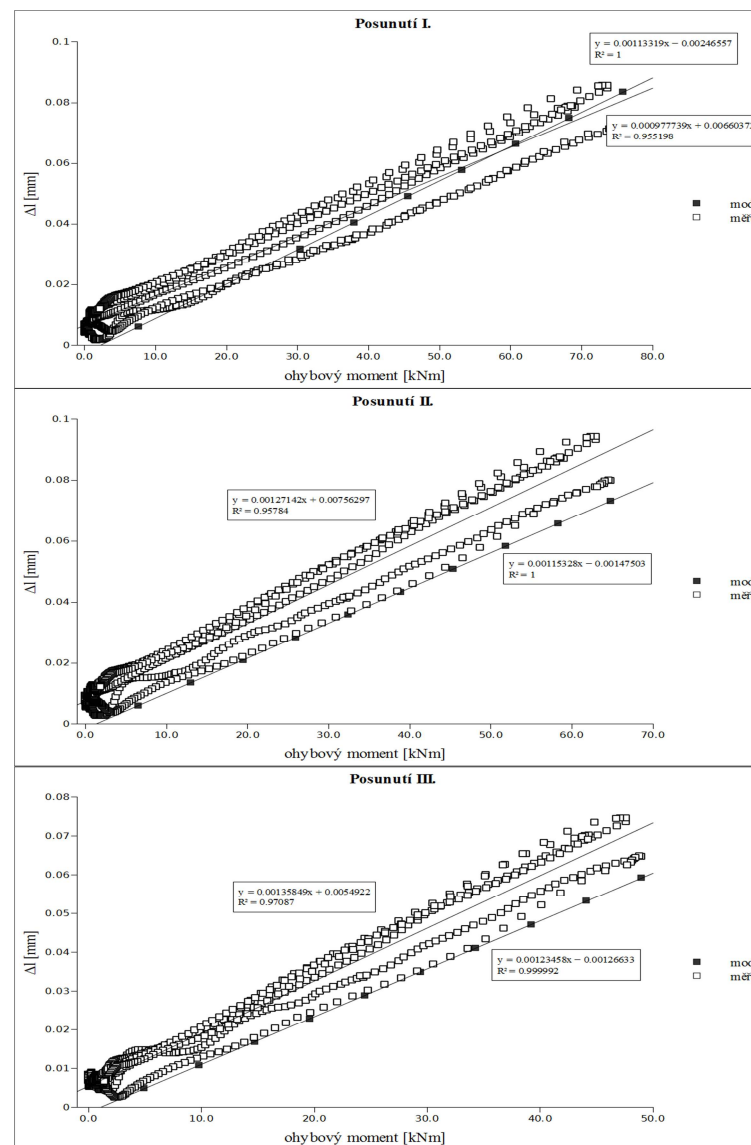 Posunutí I.
0.1
y = 0.00113319x − 0.00246557
R² = 1
0.08
y = 0.000977739x + 0.0066037
R² = 0.955198
0.06
Δl [mm]
0.04
0.02
0
0.0 10.0 20.0 30.0 40.0 50.0 60.0 70.0 80.0
ohybový moment [kNm]
mod
měř
Posunutí II.
0.1
0.08
y = 0.00127142x + 0.00756297
R² = 0.95784
0.06
Δl [mm]
y = 0.00115328x − 0.00147503
R² = 1
0.04
0.02
0
0.0 10.0 20.0 30.0 40.0 50.0 60.0 70.0
ohybový moment [kNm]
mod
měř
Posunutí III.
0.08
0.07
0.06
y = 0.00135849x + 0.0054922
R² = 0.97087
0.05
Δl [mm]
0.04
y = 0.00123458x − 0.00126633
R² = 0.999992
0.03
0.02
0.01
0
0.0 10.0 20.0 30.0 40.0 50.0
ohybový moment [kNm]
mod
měř